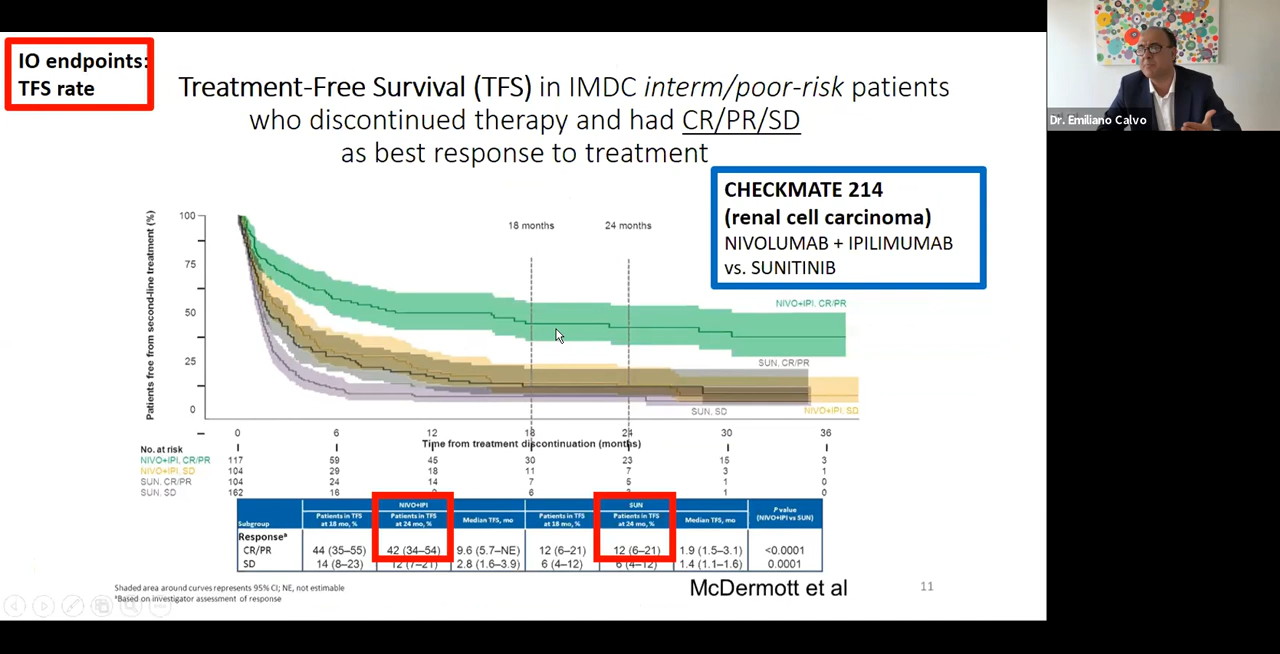 IO endpoints:
TFS rate
Treatment-Free Survival (TFS) in IMDC interm/poor-risk patients
who discontinued therapy and had CR/PR/SD
as best response to treatment
Dr. Emiliano Calvo
CHECKMATE 214
(renal cell carcinoma)
NIVOLUMAB + IPILIMUMAB
vs. SUNITINIB
Patients free from second-line treatment (%)
100
75
50
25
0
18 months
24 months
NIVO+IPI, CR/PR
SUN, CR/PR
SUN, SD
NIVO+IPI, SD
0 6 12 18 24 30 36
Time from treatment discontinuation (months)
No. at risk
NIVO+IPI, CR/PR 117 59 45 30 23 15 3
NIVO+IPI, SD 104 29 18 11 7 3 1
SUN, CR/PR 104 24 14 7 5 1 0
SUN, SD 162 16 6 1 0
NIVO+IPI SUN
Subgroup Patients in TFS at 18 mo, % Patients in TFS at 24 mo, % Median TFS, mo Patients in TFS at 18 mo, % Patients in TFS at 24 mo, % Median TFS, mo P value (NIVO+IPI vs SUN)
Responseª
CR/PR 44 (35–55) 42 (34–54) 9.6 (5.7–NE) 12 (6–21) 12 (6–21) 1.9 (1.5–3.1) <0.0001
SD 14 (8–23) 12 (7–21) 2.8 (1.6–3.9) 6 (4–12) 6 (4–12) 1.4 (1.1–1.6) 0.0001
Shaded area around curves represents 95% CI; NE, not estimable
ªBased on investigator assessment of response
McDermott et al
11